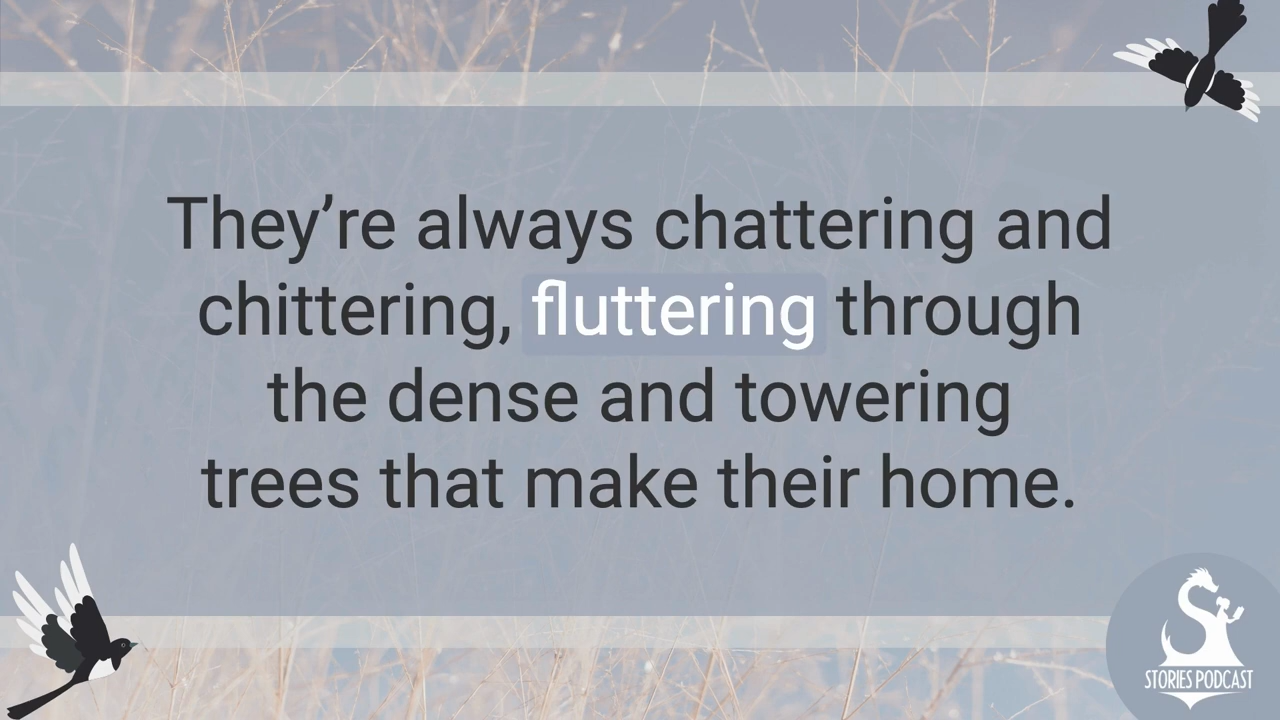 They’re always chattering and
chittering, fluttering through
the dense and towering
trees that make their home.
STORIES PODCAST